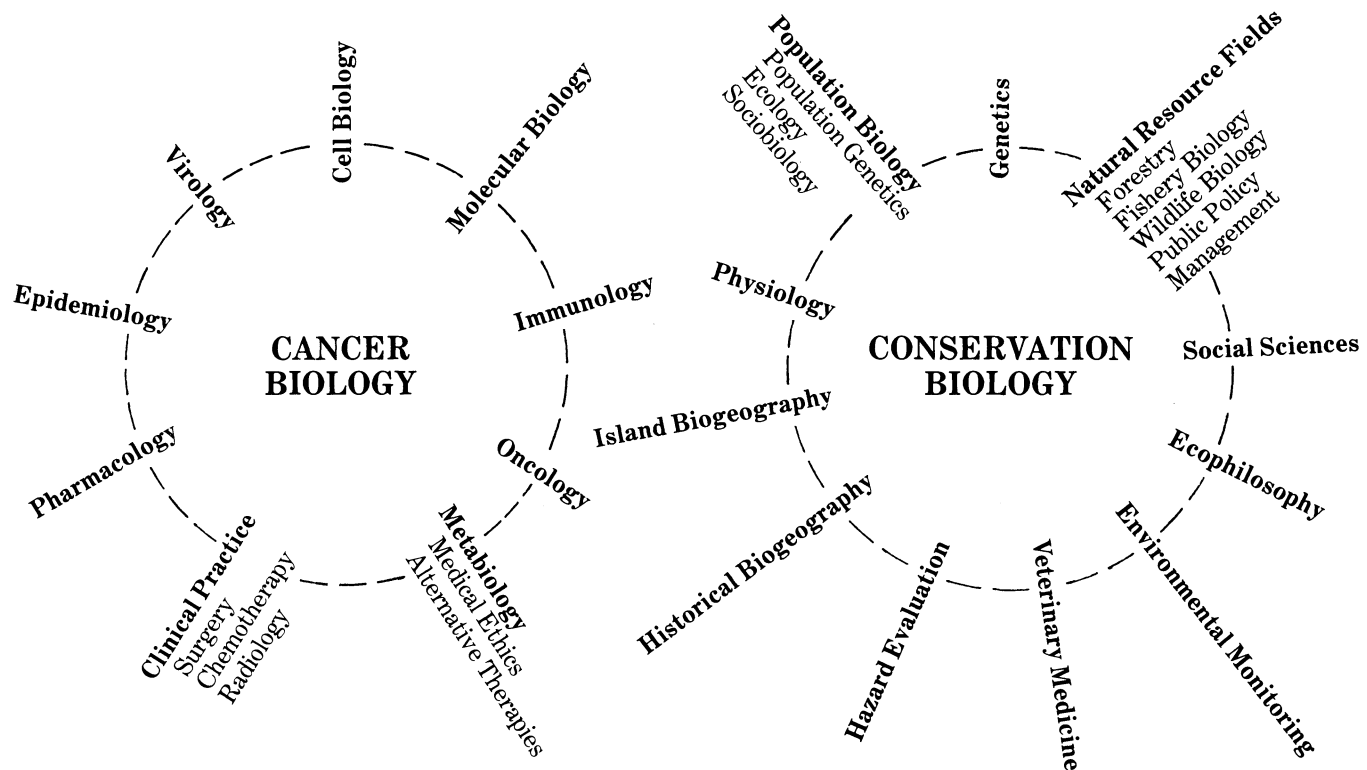 CANCER
BIOLOGY
Cell Biology
Molecular Biology
Immunology
Oncology
Metabiology
Medical Ethics
Alternative Therapies
Clinical Practice
Surgery
Chemotherapy
Radiology
Pharmacology
Epidemiology
Virology
CONSERVATION
BIOLOGY
Population Biology
Population Genetics
Ecology
Sociobiology
Genetics
Natural Resource Fields
Forestry
Fishery Biology
Wildlife Biology
Public Policy
Management
Social Sciences
Ecophilosophy
Environmental Monitoring
Veterinary Medicine
Hazard Evaluation
Historical Biogeography
Island Biogeography
Physiology